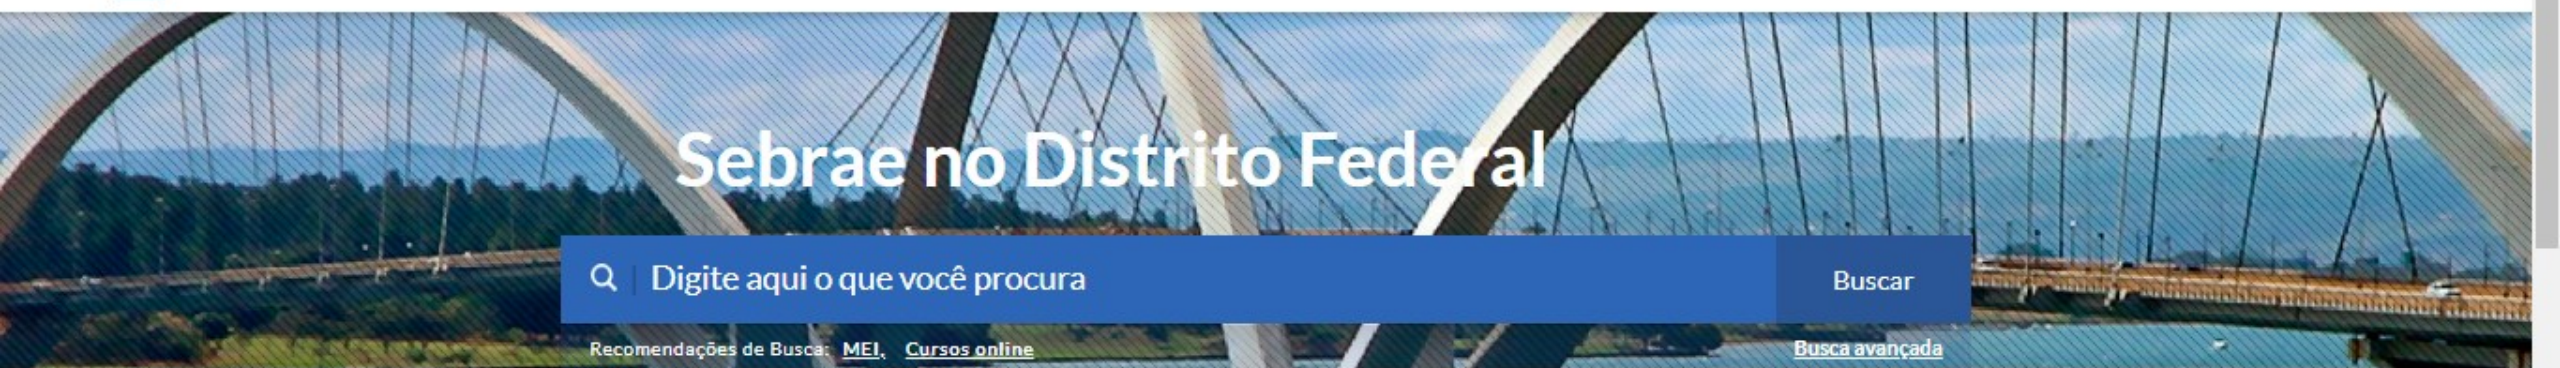 Sebrae no Distrito Federal
Digite aqui o que você procura
Buscar
Recomendações de Busca: MEI, Cursos online
Busca avançada